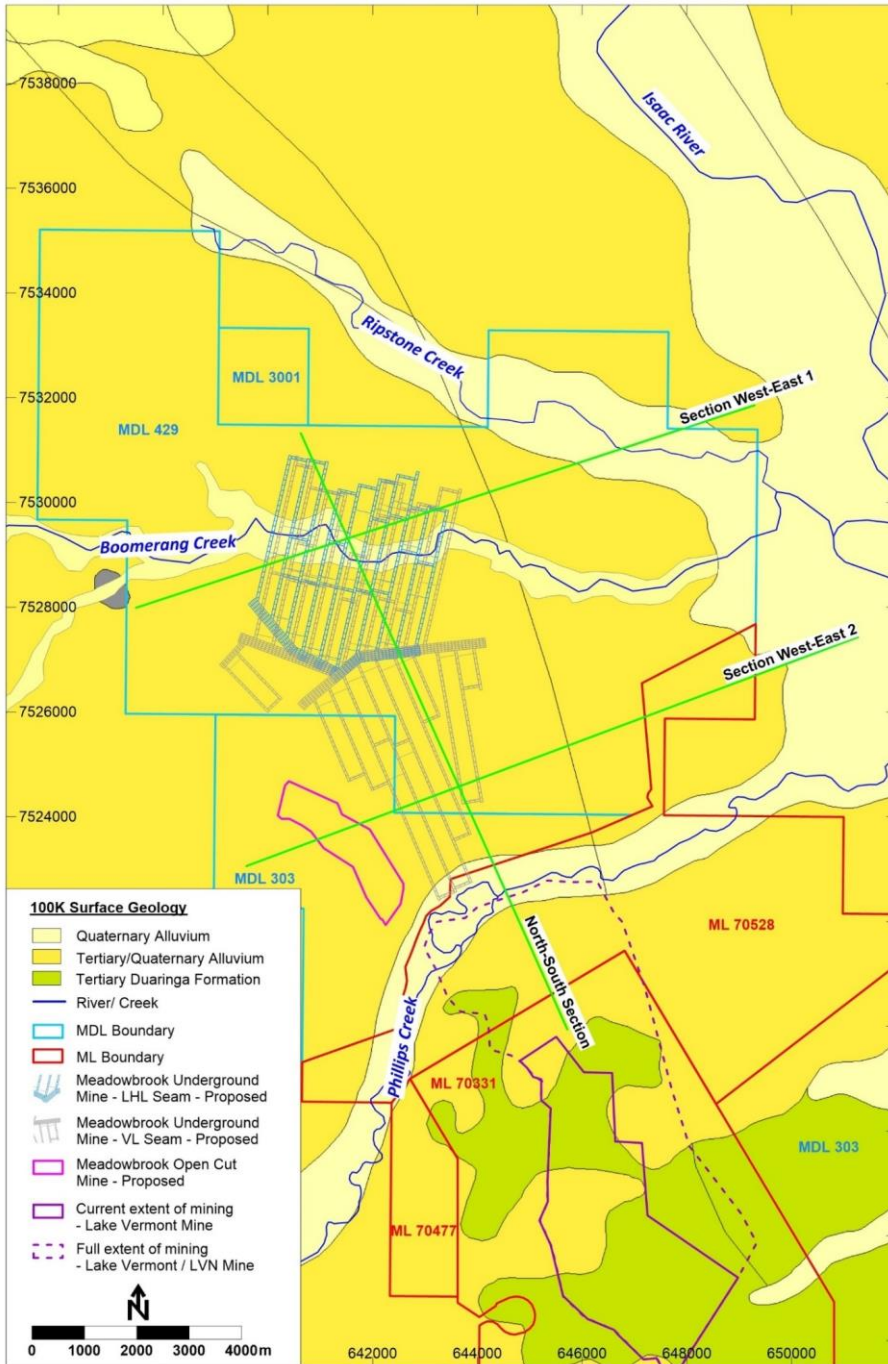 7538000
Isaac River
7536000
7534000
Ripstone Creek
MDL 3001
7532000
Section West-East 1
MDL 429
7530000
Boomerang Creek
7528000
Section West-East 2
7526000
7524000
MDL 303
100K Surface Geology
Quaternary Alluvium
Tertiary/Quaternary Alluvium
Tertiary Duaringa Formation
River/ Creek
MDL Boundary
ML Boundary
Meadowbrook Underground
Mine - LHL Seam - Proposed
Meadowbrook Underground
Mine - VL Seam - Proposed
Meadowbrook Open Cut
Mine - Proposed
Current extent of mining
- Lake Vermont Mine
Full extent of mining
- Lake Vermont / LVN Mine
N
0 1000 2000 3000 4000m
ML 70528
North-South Section
Phillips Creek
ML 70331
MDL 303
ML 70477
642000 644000 646000 648000 650000